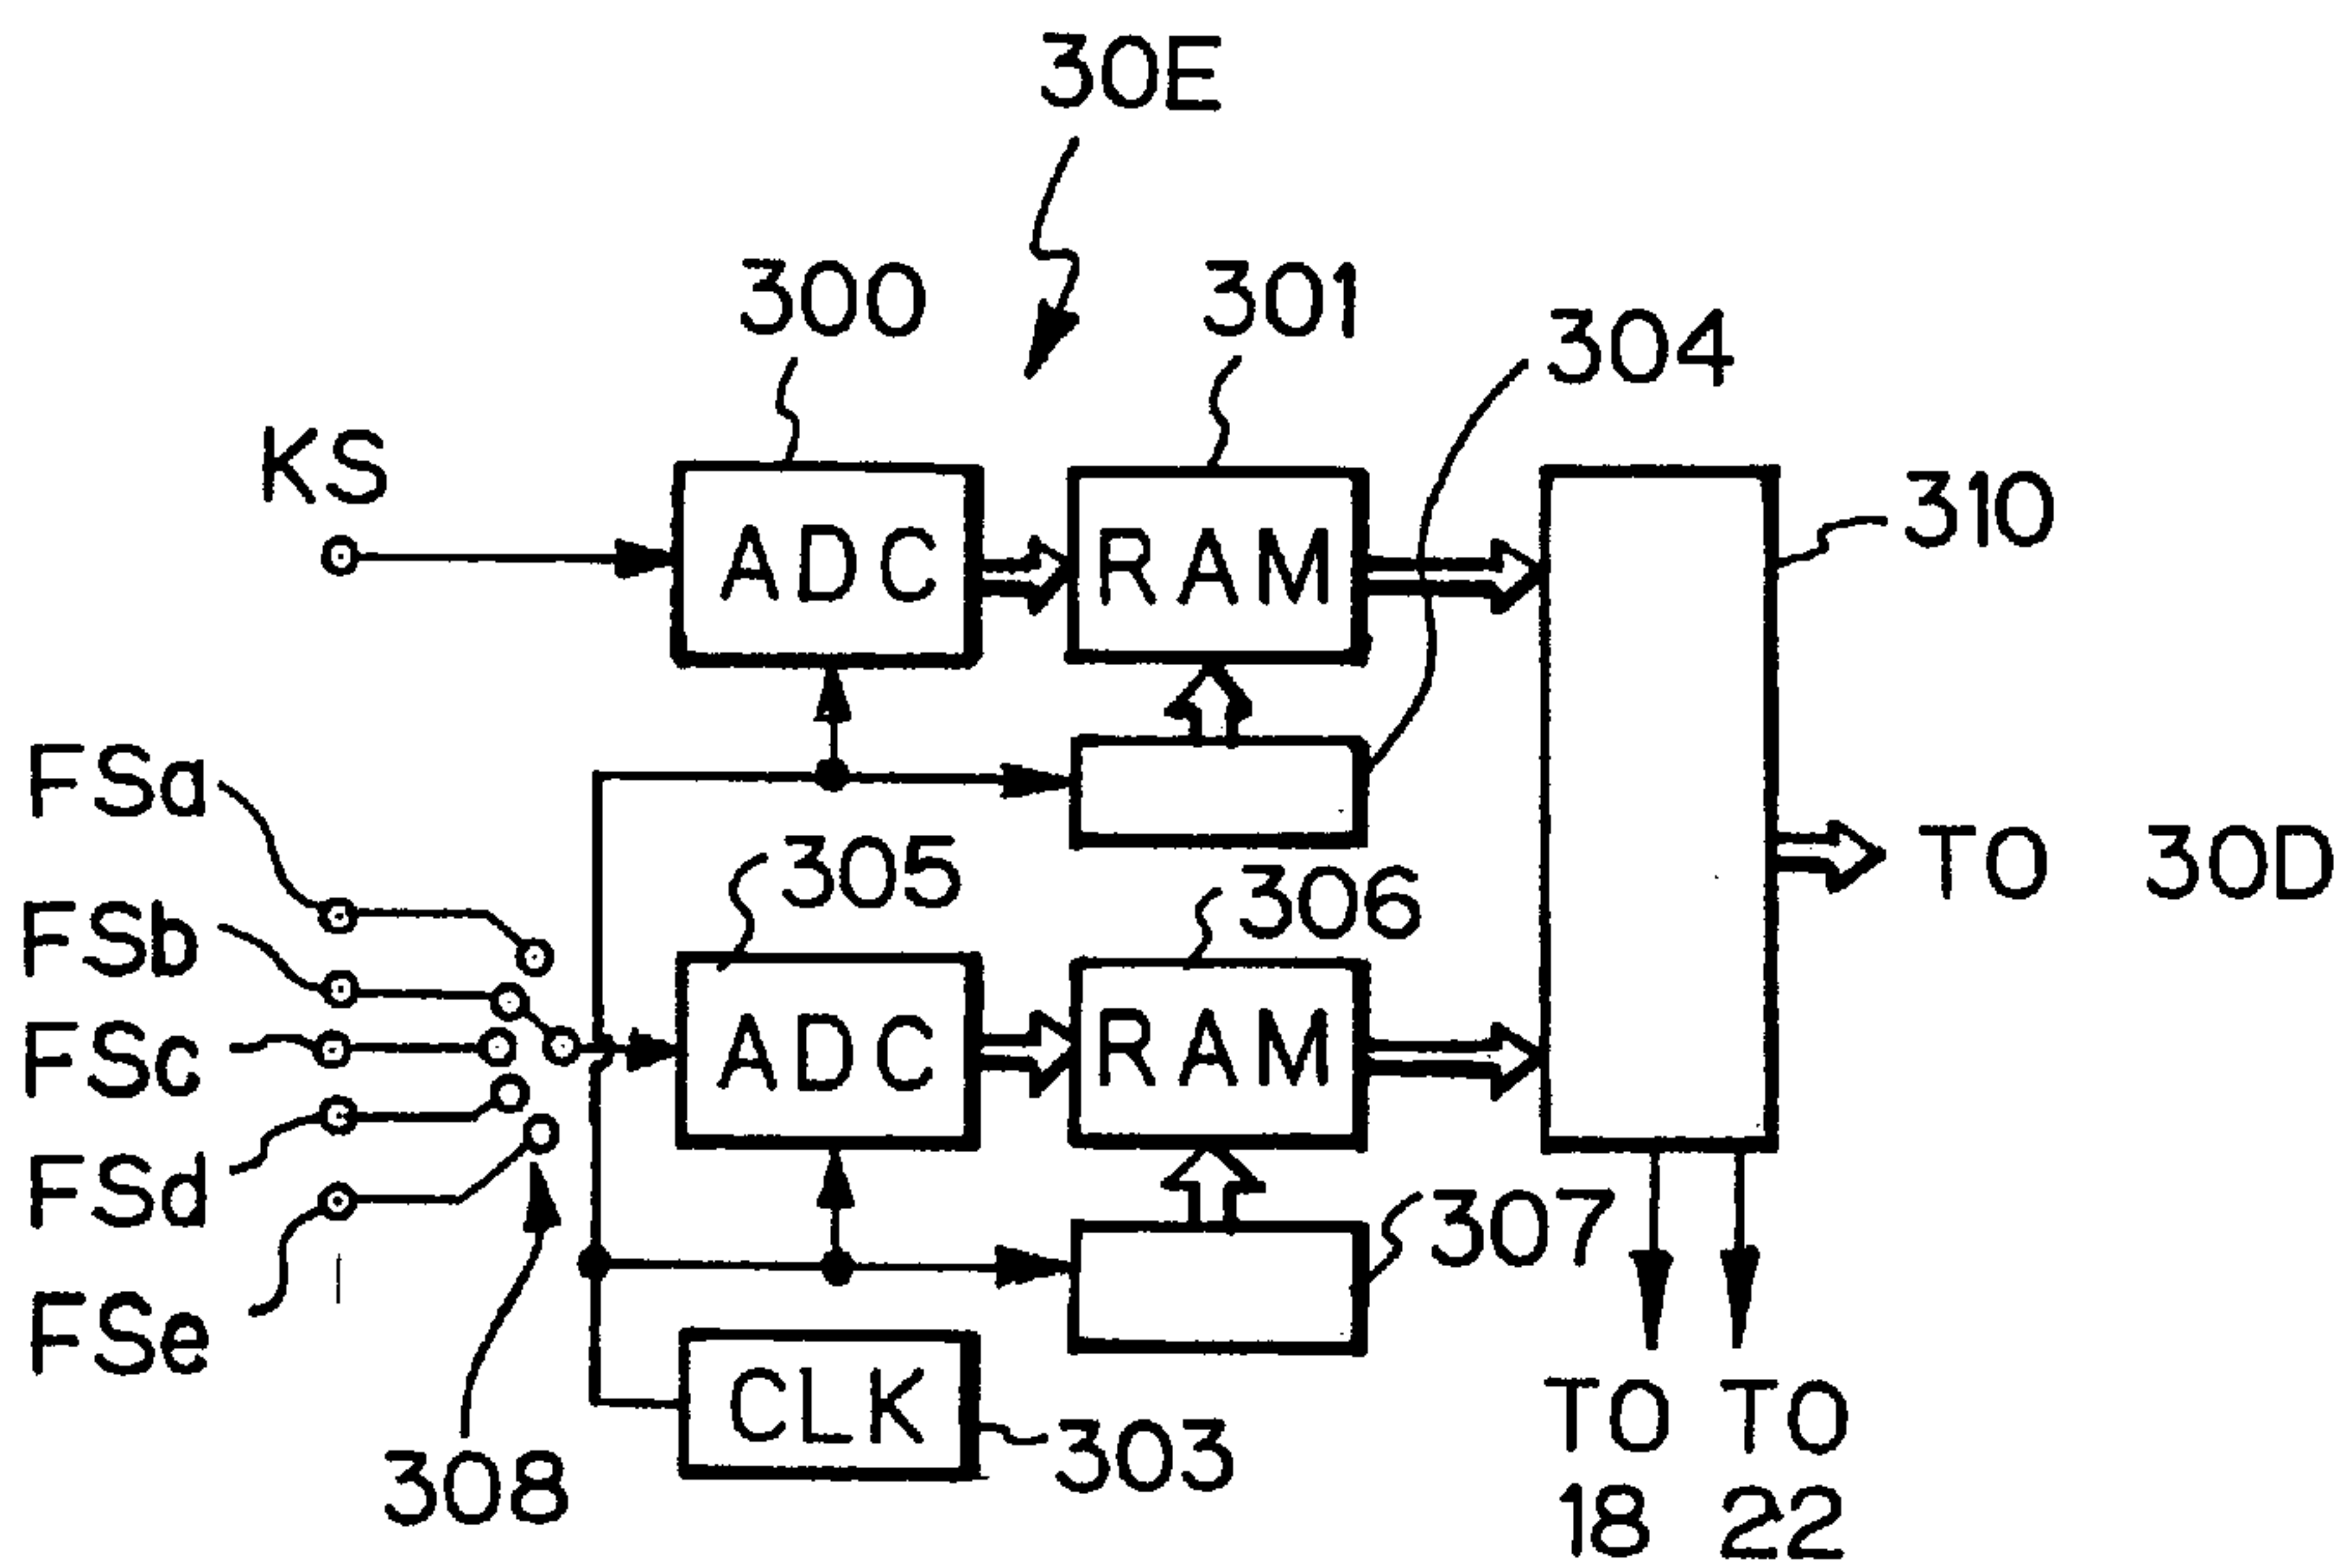 30E
300
301
304
KS
ADC
RAM
310
FSa
305
306
TO 30D
FSb
FSc
ADC
RAM
FSd
307
FSe
CLK
303
308
TO TO
18 22